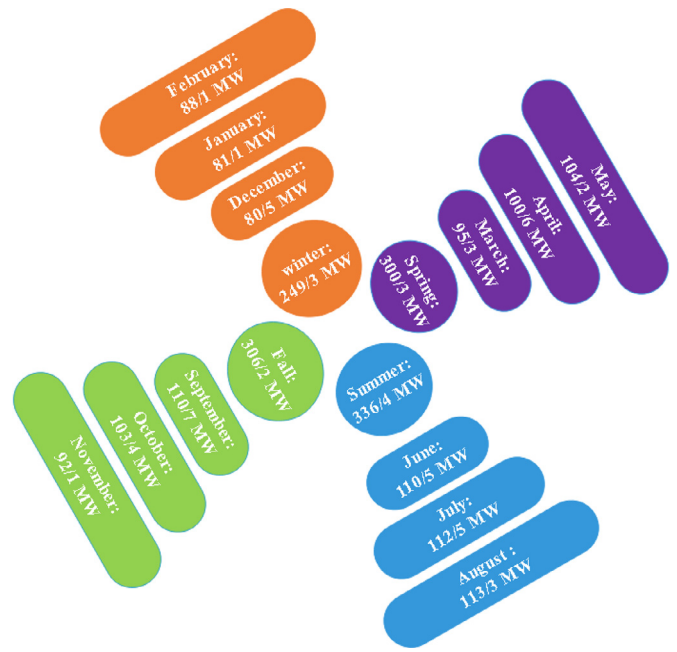 February:
88/1 MW
January:
81/1 MW
December:
80/5 MW
winter:
249/3 MW
May:
104/2 MW
April:
100/6 MW
March:
95/3 MW
Spring:
300/3 MW
Fall:
306/2 MW
September:
110/7 MW
October:
103/4 MW
November:
92/1 MW
Summer:
336/4 MW
June:
110/5 MW
July:
112/5 MW
August :
113/3 MW